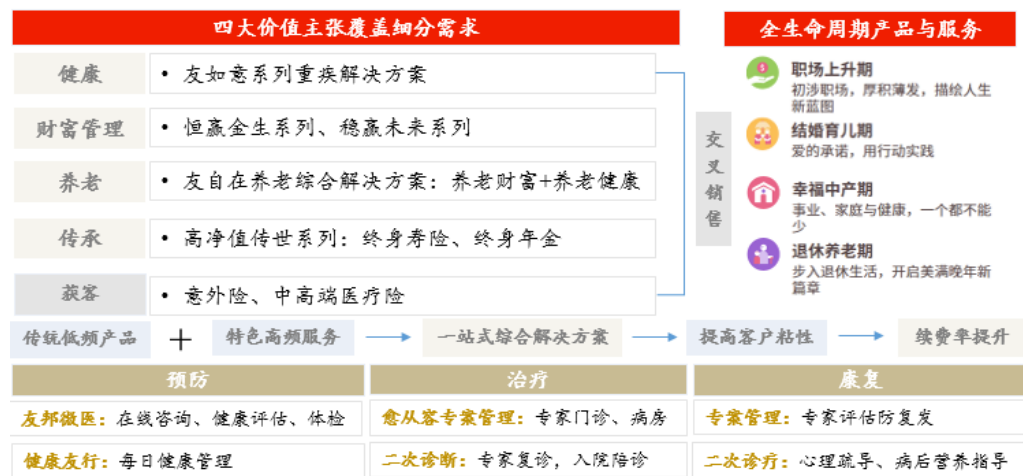 四大价值主张覆盖细分需求
健康
• 友如意系列重疾解决方案
财富管理
• 恒赢金生系列、稳赢未来系列
养老
• 友自在养老综合解决方案：养老财富+养老健康
传承
• 高净值传世系列：终身寿险、终身年金
获客
• 意外险、中高端医疗险
交叉销售
全生命周期产品与服务
职场上升期
初涉职场，厚积薄发，描绘人生
新蓝图
结婚育儿期
爱的承诺，用行动实践
幸福中产期
事业、家庭与健康，一个都不能
少
退休养老期
步入退休生活，开启美满晚年新
篇章
传统低频产品 + 特色高频服务 一站式综合解决方案 提高客户粘性 续费率提升
预防
友邦微医：在线咨询、健康评估、体检
健康友行：每日健康管理
治疗
愈从容专案管理：专家门诊、病房
二次诊断：专家复诊，入院陪诊
康复
专案管理：专家评估防复发
二次诊疗：心理疏导、病后营养指导